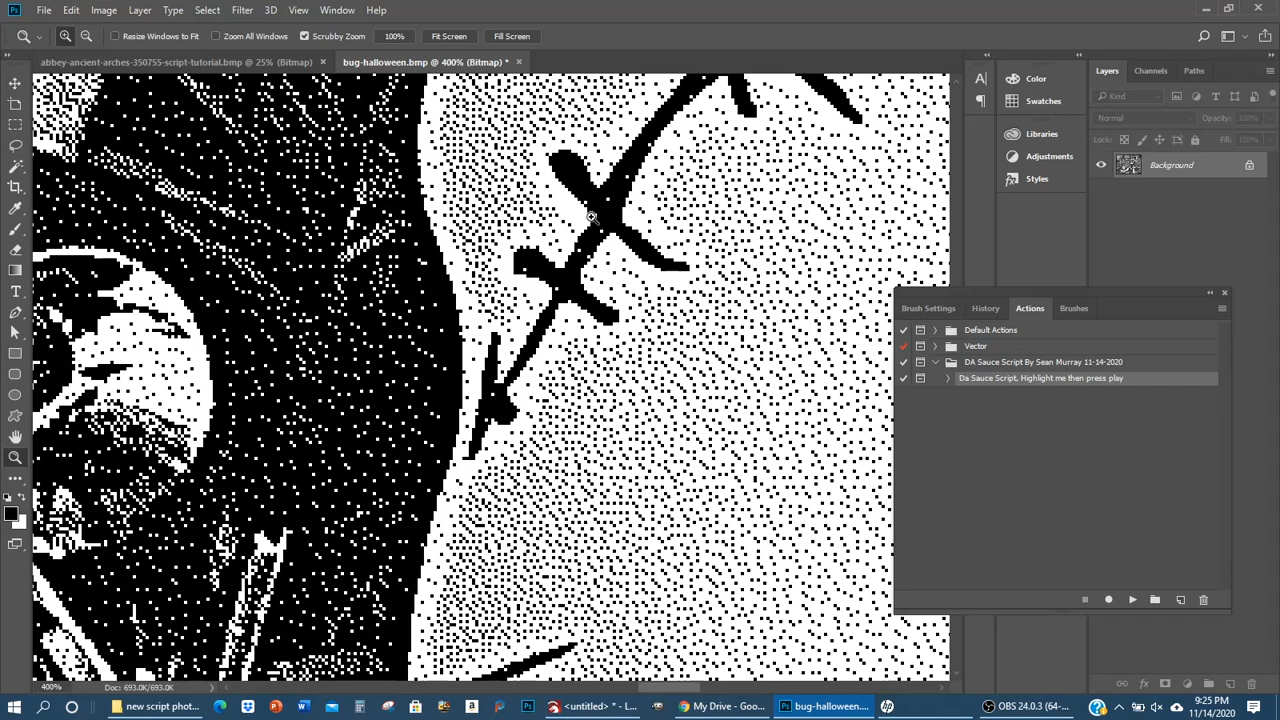 Ps File Edit Image Layer Type Select Filter 3D View Window Help
Resize Windows to Fit Zoom All Windows Scrubby Zoom 100% Fit Screen Fill Screen
abbey-ancient-arches-350755-script-tutorial.bmp @ 25% (Bitmap) × bug-halloween.bmp @ 400% (Bitmap) * ×
Color
Swatches
Libraries
Adjustments
Styles
Layers Channels Paths
Kind
Normal Opacity: 100%
Lock: Fill: 100%
Background
Brush Settings History Actions Brushes
Default Actions
Vector
DA Sauce Script By Sean Murray 11-14-2020
Da Sauce Script, Highlight me then press play
400% Doc: 693.0K/693.0K
new script phot...
<untitled> * - L...
My Drive - Goo...
bug-halloween....
OBS 24.0.3 (64-...
9:25 PM
11/14/2020